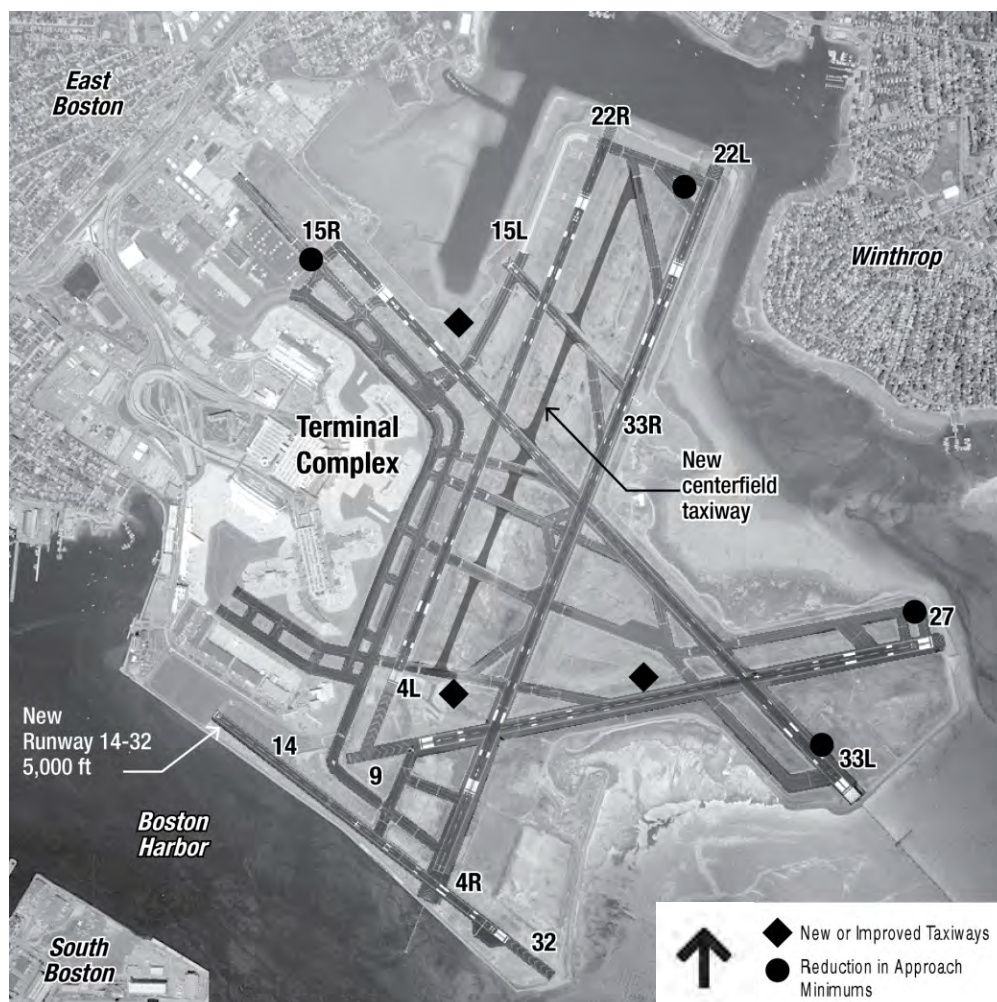 East
Boston
22R
22L
15R
15L
Winthrop
Terminal
Complex
33R
New
centerfield
taxiway
27
4L
New
Runway 14-32
5,000 ft
14
9
33L
Boston
Harbor
4R
32
South
Boston
New or Improved Taxiways
Reduction in Approach
Minimums